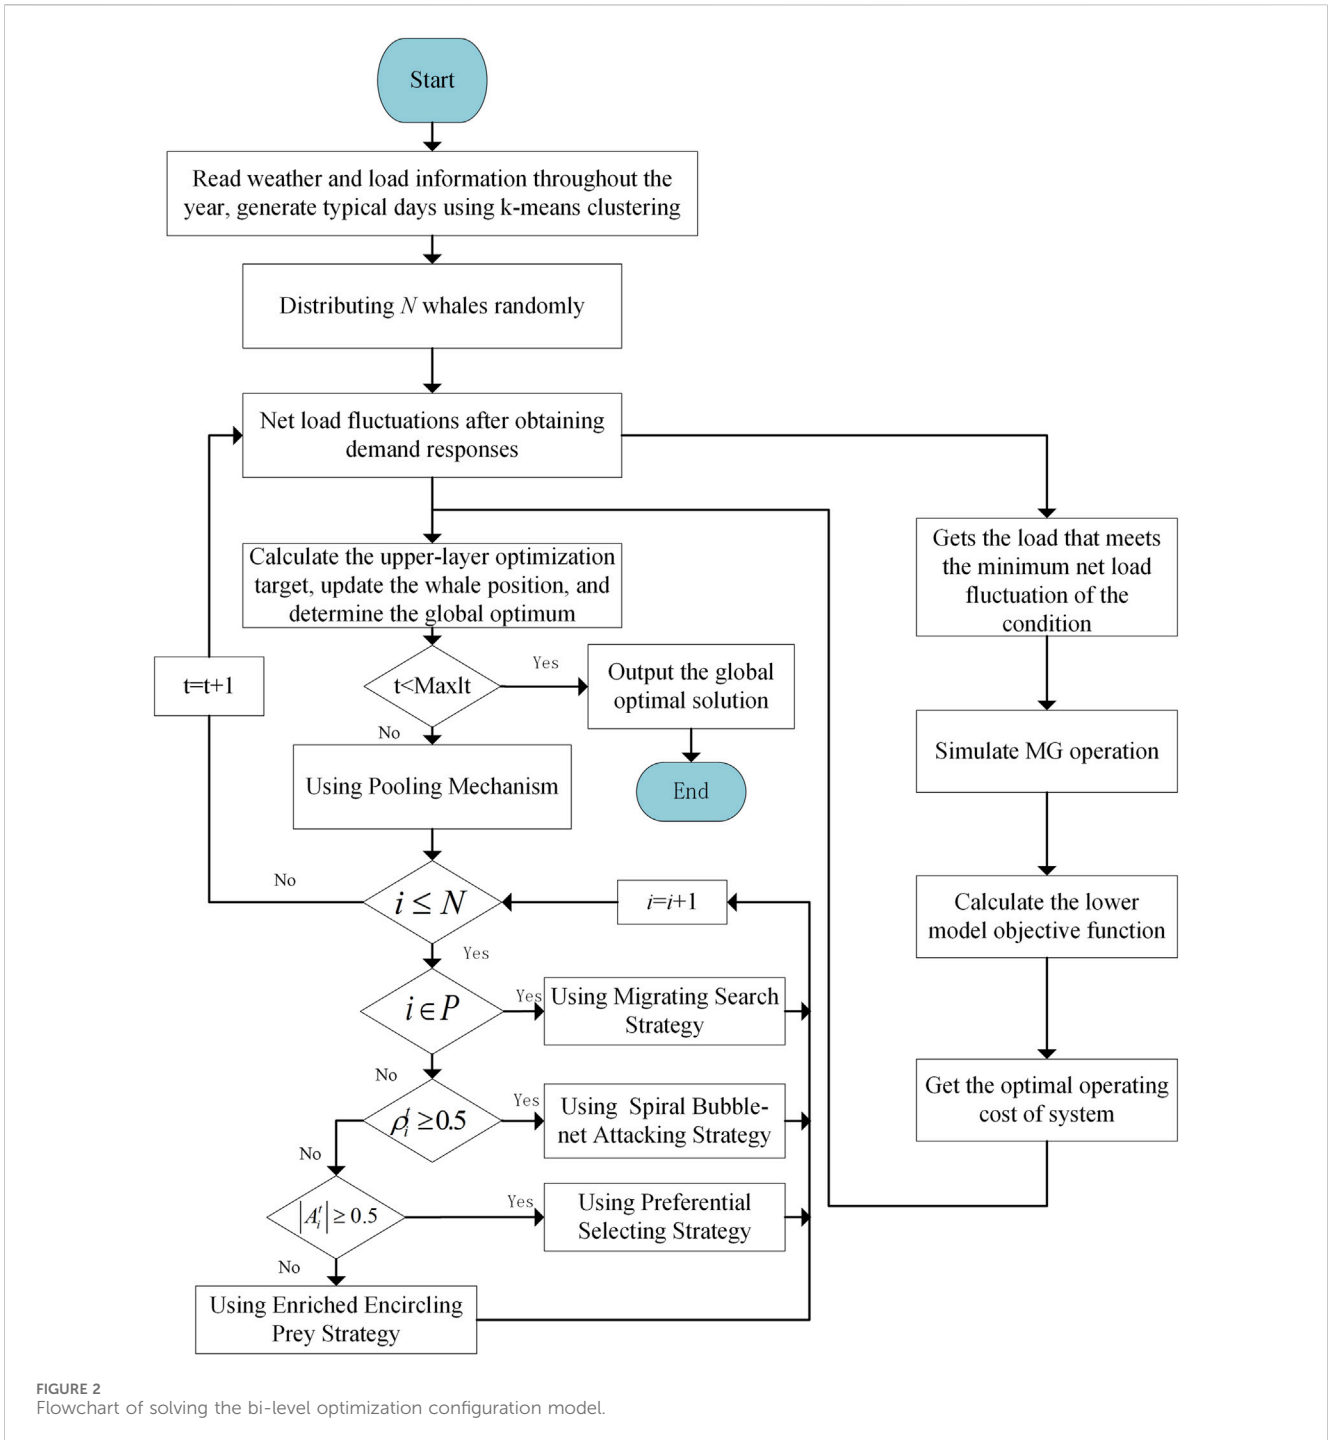 Start
Read weather and load information throughout the
year, generate typical days using k-means clustering
Distributing N whales randomly
Net load fluctuations after obtaining
demand responses
Calculate the upper-layer optimization
target, update the whale position, and
determine the global optimum
t<MaxIt
Yes
Output the global
optimal solution
End
No
t=t+1
Using Pooling Mechanism
No
i ≤ N
i=i+1
Yes
i ∈ P
Yes
Using Migrating Search
Strategy
No
ρᵢᵗ ≥ 0.5
Yes
Using Spiral Bubble-
net Attacking Strategy
No
|Aᵢᵗ| ≥ 0.5
Yes
Using Preferential
Selecting Strategy
No
Using Enriched Encircling
Prey Strategy
Gets the load that meets
the minimum net load
fluctuation of the
condition
Simulate MG operation
Calculate the lower
model objective function
Get the optimal operating
cost of system
FIGURE 2
Flowchart of solving the bi-level optimization configuration model.